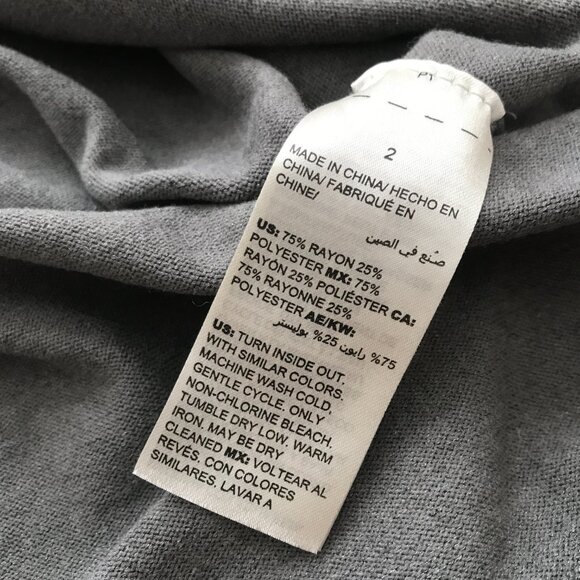 2
MADE IN CHINA/ HECHO EN
CHINA/ FABRIQUÉ EN
CHINE/
صنع في الصين
US: 75% RAYON 25%
POLYESTER MX: 75%
RAYÓN 25% POLIÉSTER CA:
75% RAYONNE 25%
POLYESTER AE/KW:
75% رايون 25% بوليستر
US: TURN INSIDE OUT.
WITH SIMILAR COLORS.
MACHINE WASH COLD,
GENTLE CYCLE. ONLY
NON-CHLORINE BLEACH.
TUMBLE DRY LOW. WARM
IRON. MAY BE DRY
CLEANED MX: VOLTEAR AL
REVÉS, CON COLORES
SIMILARES, LAVAR A